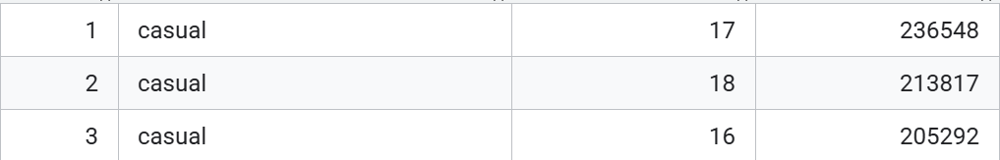 1 casual 17 236548
2 casual 18 213817
3 casual 16 205292